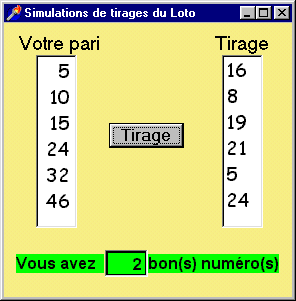 Simulations de tirages du Loto
Votre pari
Tirage
5
10
15
24
32
46
Tirage
16
8
19
21
5
24
Vous avez 2 bon(s) numéro(s)